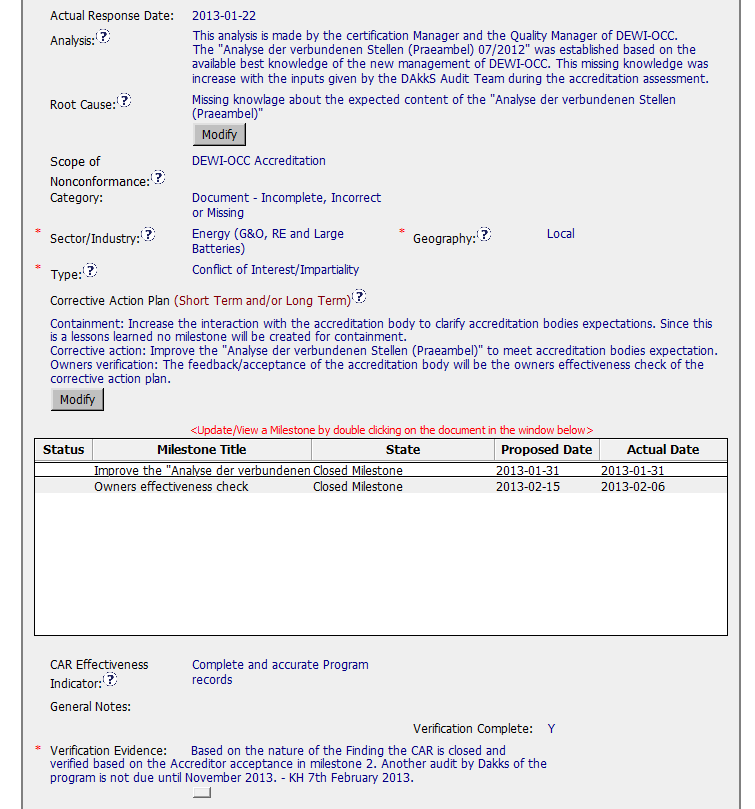 Actual Response Date: 2013-01-22
Analysis: ? This analysis is made by the certification Manager and the Quality Manager of DEWI-OCC.
The "Analyse der verbundenen Stellen (Praeambel) 07/2012" was established based on the
available best knowledge of the new management of DEWI-OCC. This missing knowledge was
increase with the inputs given by the DAkkS Audit Team during the accreditation assessment.
Root Cause: ? Missing knowlage about the expected content of the "Analyse der verbundenen Stellen
(Praeambel)"
Modify
Scope of DEWI-OCC Accreditation
Nonconformance: ?
Category: Document - Incomplete, Incorrect
or Missing
* Sector/Industry: ? Energy (G&O, RE and Large * Geography: ? Local
Batteries)
* Type: ? Conflict of Interest/Impartiality
Corrective Action Plan (Short Term and/or Long Term) ?
Containment: Increase the interaction with the accreditation body to clarify accreditation bodies expectations. Since this
is a lessons learned no milestone will be created for containment.
Corrective action: Improve the "Analyse der verbundenen Stellen (Praeambel)" to meet accreditation bodies expectation.
Owners verification: The feedback/acceptance of the accreditation body will be the owners effectiveness check of the
corrective action plan.
Modify
<Update/View a Milestone by double clicking on the document in the window below>
Status Milestone Title State Proposed Date Actual Date
Improve the "Analyse der verbundenen Closed Milestone 2013-01-31 2013-01-31
Owners effectiveness check Closed Milestone 2013-02-15 2013-02-06
CAR Effectiveness Complete and accurate Program
Indicator: ? records
General Notes:
Verification Complete: Y
* Verification Evidence: Based on the nature of the Finding the CAR is closed and
verified based on the Accreditor acceptance in milestone 2. Another audit by Dakks of the
program is not due until November 2013. - KH 7th February 2013.